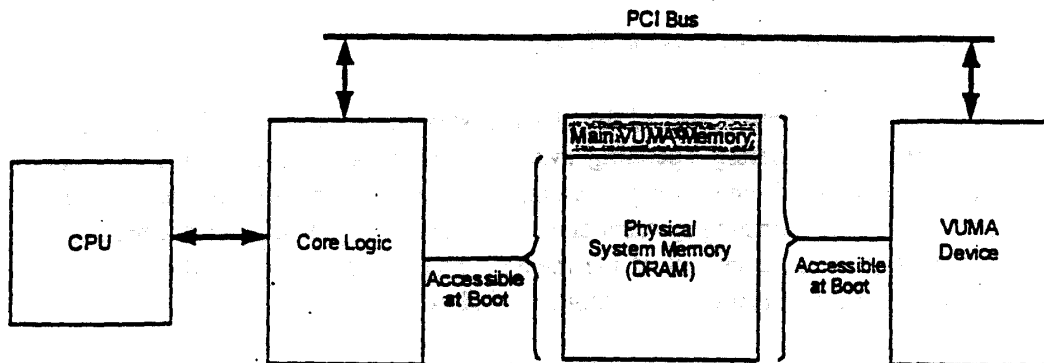 PCI Bus
Main VUMA Memory
CPU
Core Logic
Physical
System Memory
(DRAM)
VUMA
Device
Accessible
at Boot
Accessible
at Boot